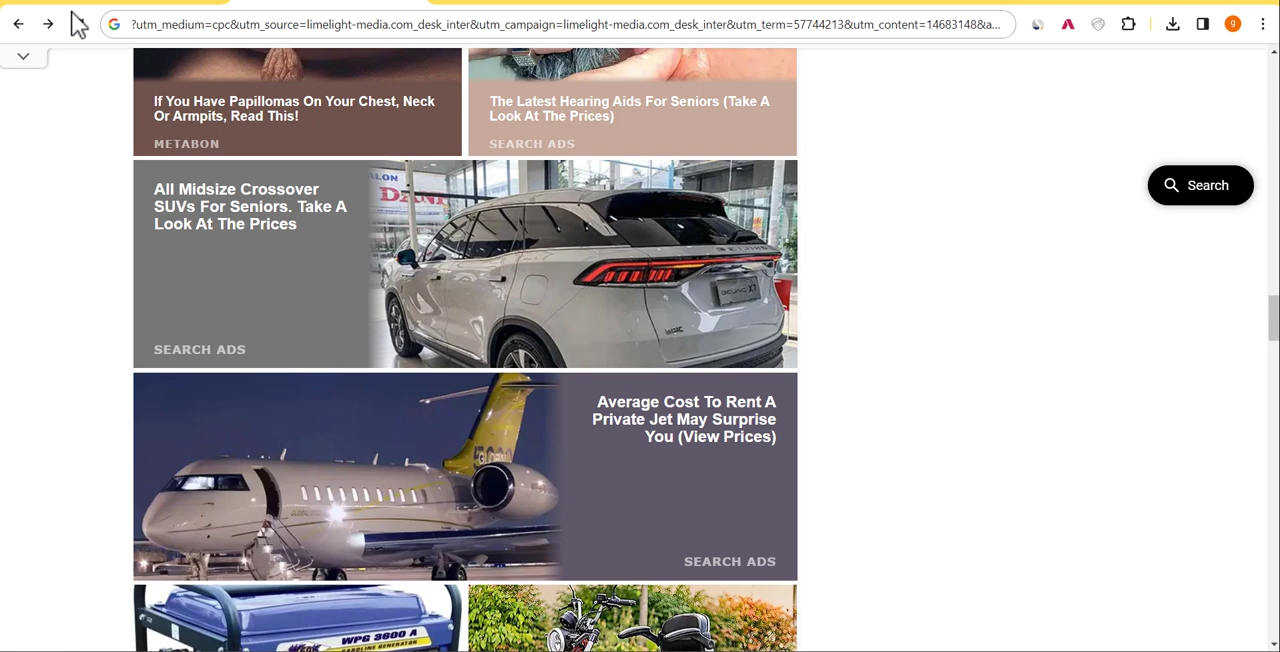 ?utm_medium=cpc&utm_source=limelight-media.com_desk_inter&utm_campaign=limelight-media.com_desk_inter&utm_term=57744213&utm_content=14683148&a...
g
If You Have Papillomas On Your Chest, Neck
Or Armpits, Read This!
METABON
The Latest Hearing Aids For Seniors (Take A
Look At The Prices)
SEARCH ADS
Search
All Midsize Crossover
SUVs For Seniors. Take A
Look At The Prices
SEARCH ADS
Average Cost To Rent A
Private Jet May Surprise
You (View Prices)
SEARCH ADS
WPG 3600 A
GASOLINE GENERATOR